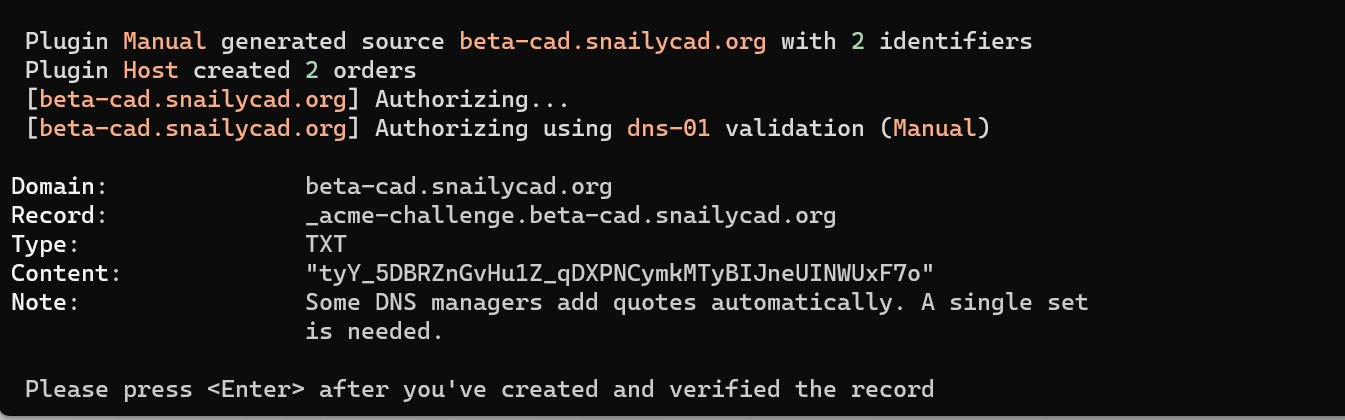 Plugin Manual generated source beta-cad.snailycad.org with 2 identifiers
Plugin Host created 2 orders
[beta-cad.snailycad.org] Authorizing...
[beta-cad.snailycad.org] Authorizing using dns-01 validation (Manual)
Domain: beta-cad.snailycad.org
Record: _acme-challenge.beta-cad.snailycad.org
Type: TXT
Content: "tyY_5DBRZnGvHu1Z_qDXPNCymkMTyBIJneUINWUxF7o"
Note: Some DNS managers add quotes automatically. A single set
is needed.
Please press <Enter> after you've created and verified the record